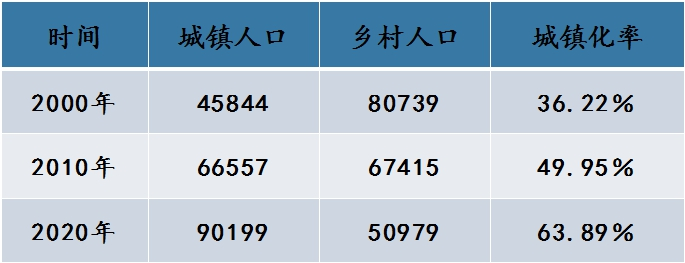 时间 城镇人口 乡村人口 城镇化率
2000年 45844 80739 36.22%
2010年 66557 67415 49.95%
2020年 90199 50979 63.89%